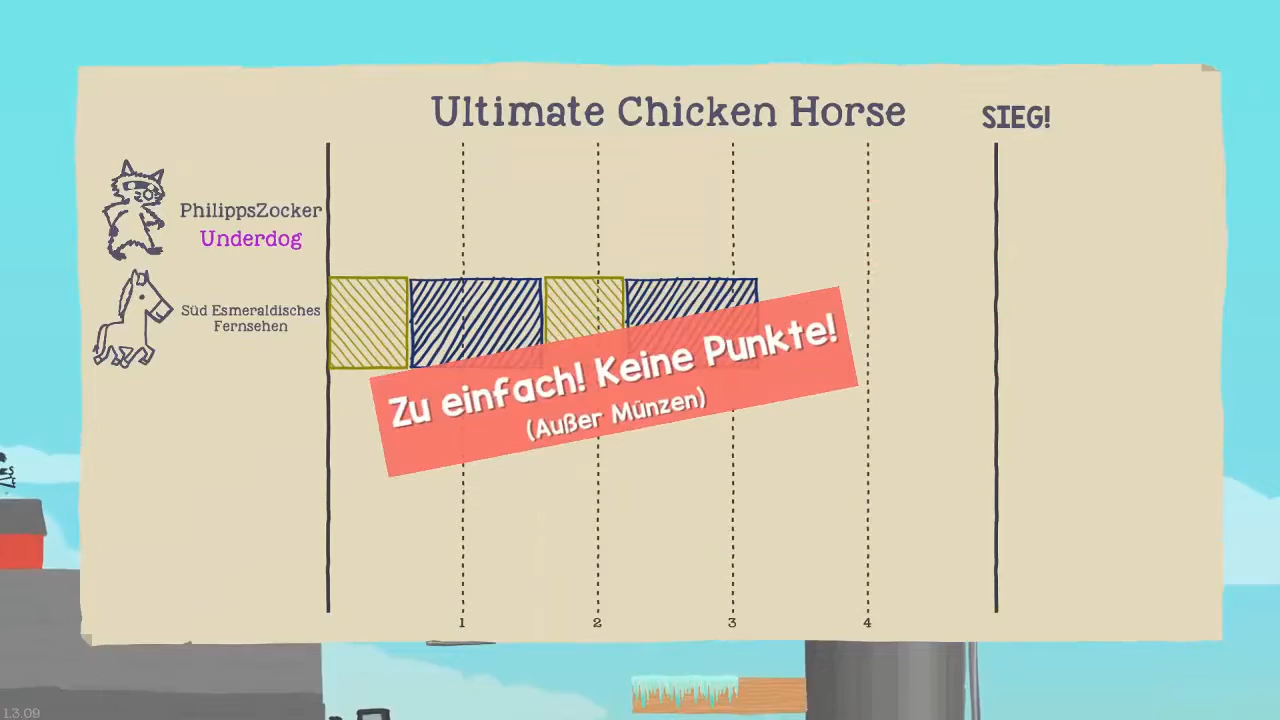 Ultimate Chicken Horse
SIEG!
PhilippsZocker
Underdog
Süd Esmeraldisches
Fernsehen
Zu einfach! Keine Punkte!
(Außer Münzen)
1 2 3 4
1.3.09